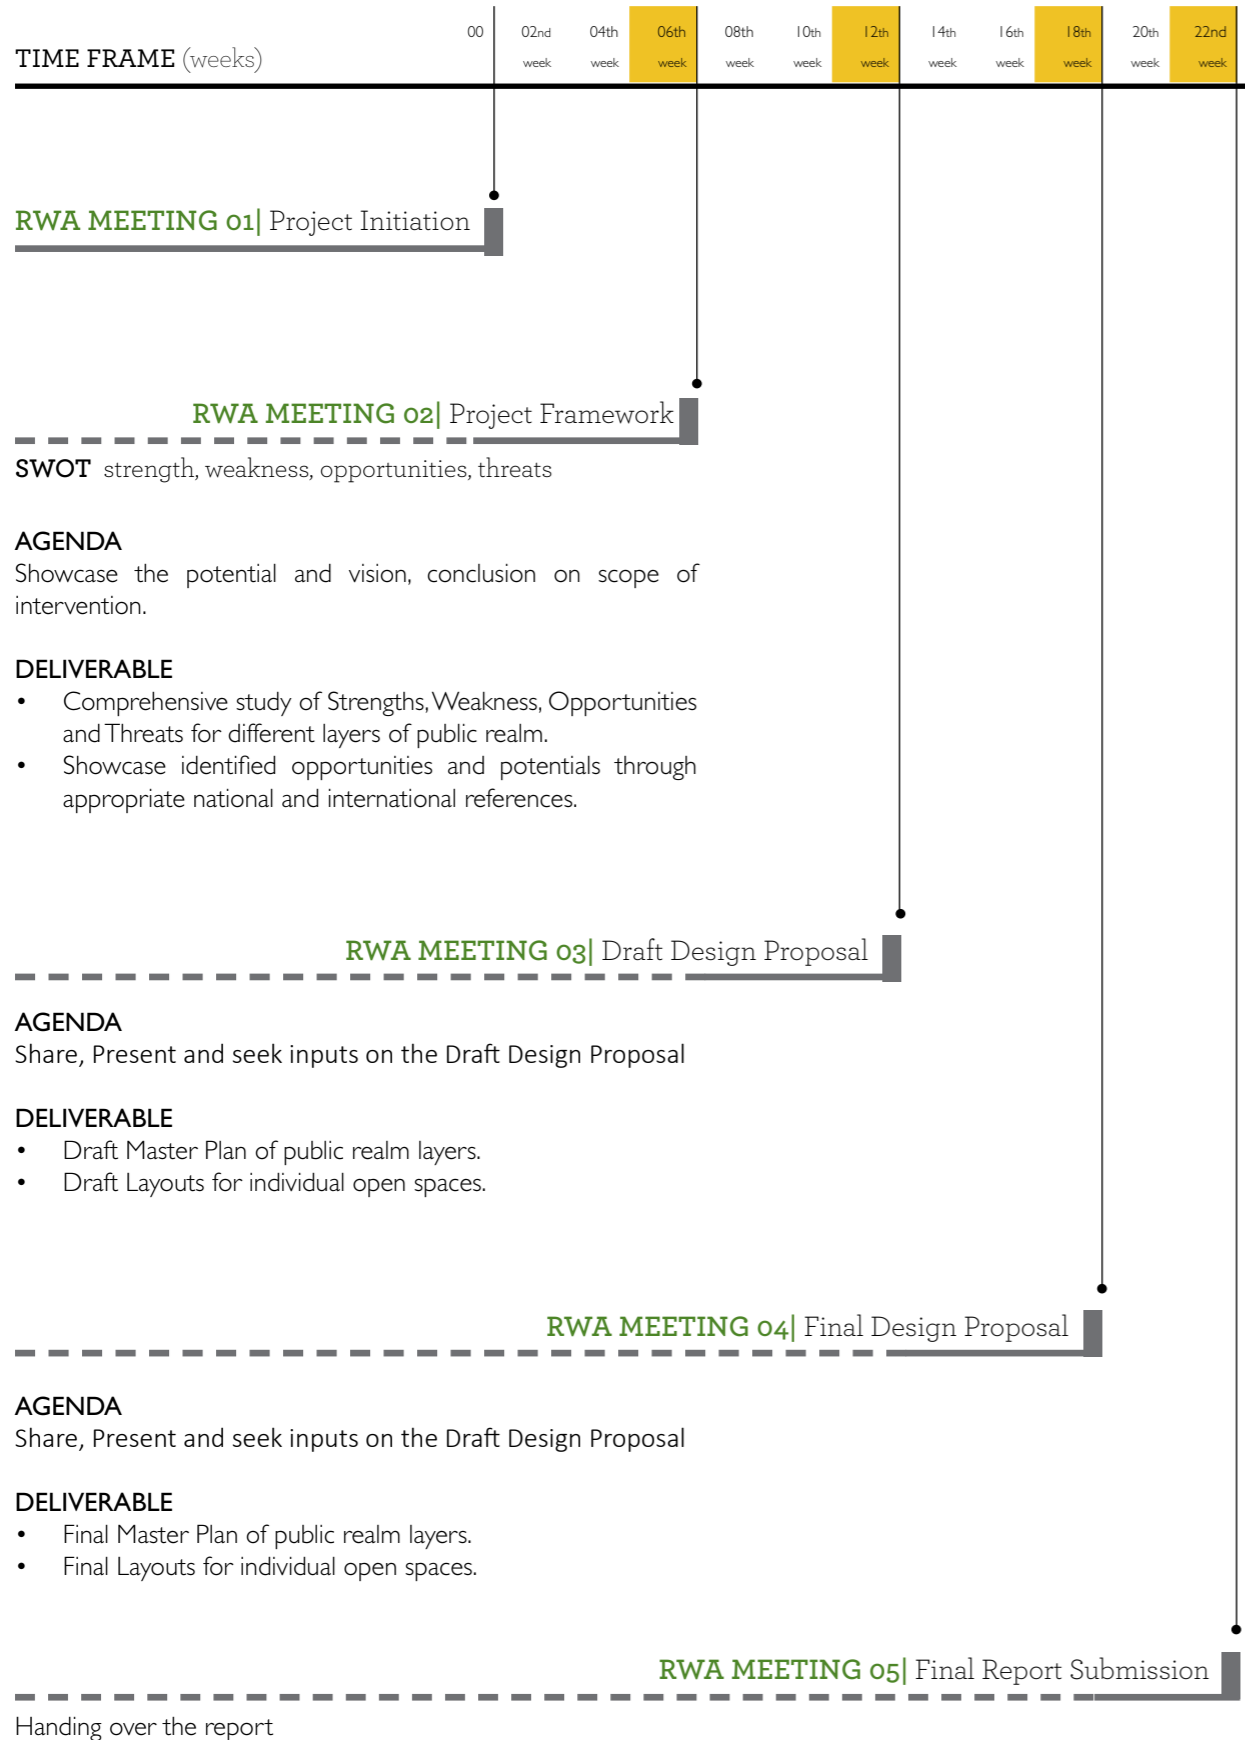 00 02nd 04th 06th 08th 10th 12th 14th 16th 18th 20th 22nd
TIME FRAME (weeks) week week week week week week week week week week week
RWA MEETING 01| Project Initiation
RWA MEETING 02| Project Framework
SWOT strength, weakness, opportunities, threats
AGENDA
Showcase the potential and vision, conclusion on scope of
intervention.
DELIVERABLE
• Comprehensive study of Strengths, Weakness, Opportunities
and Threats for different layers of public realm.
• Showcase identified opportunities and potentials through
appropriate national and international references.
RWA MEETING 03| Draft Design Proposal
AGENDA
Share, Present and seek inputs on the Draft Design Proposal
DELIVERABLE
• Draft Master Plan of public realm layers.
• Draft Layouts for individual open spaces.
RWA MEETING 04| Final Design Proposal
AGENDA
Share, Present and seek inputs on the Draft Design Proposal
DELIVERABLE
• Final Master Plan of public realm layers.
• Final Layouts for individual open spaces.
RWA MEETING 05| Final Report Submission
Handing over the report